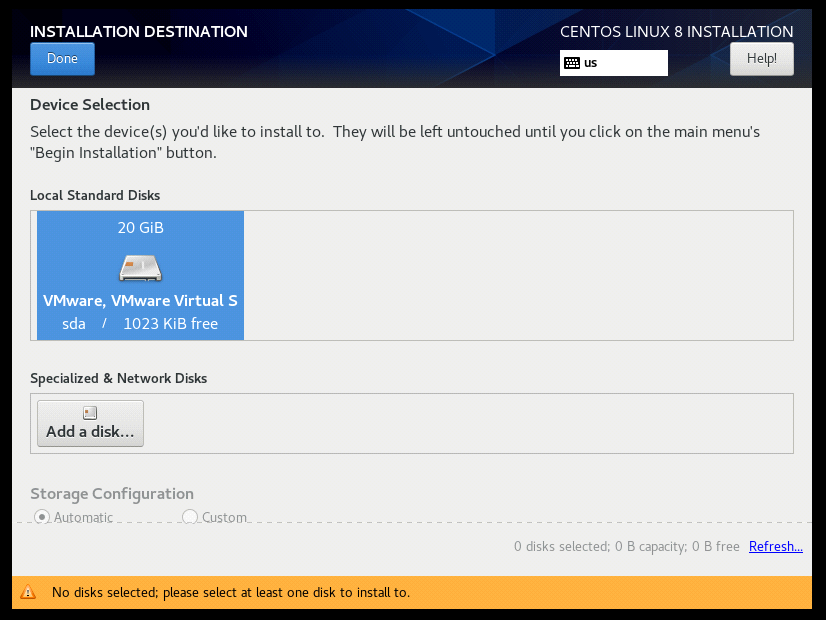 INSTALLATION DESTINATION
CENTOS LINUX 8 INSTALLATION
Done
us
Help!
Device Selection
Select the device(s) you'd like to install to.  They will be left untouched until you click on the main menu's
"Begin Installation" button.
Local Standard Disks
20 GiB
VMware, VMware Virtual S
sda / 1023 KiB free
Specialized & Network Disks
Add a disk...
Storage Configuration
Automatic Custom
0 disks selected; 0 B capacity; 0 B free Refresh...
No disks selected; please select at least one disk to install to.